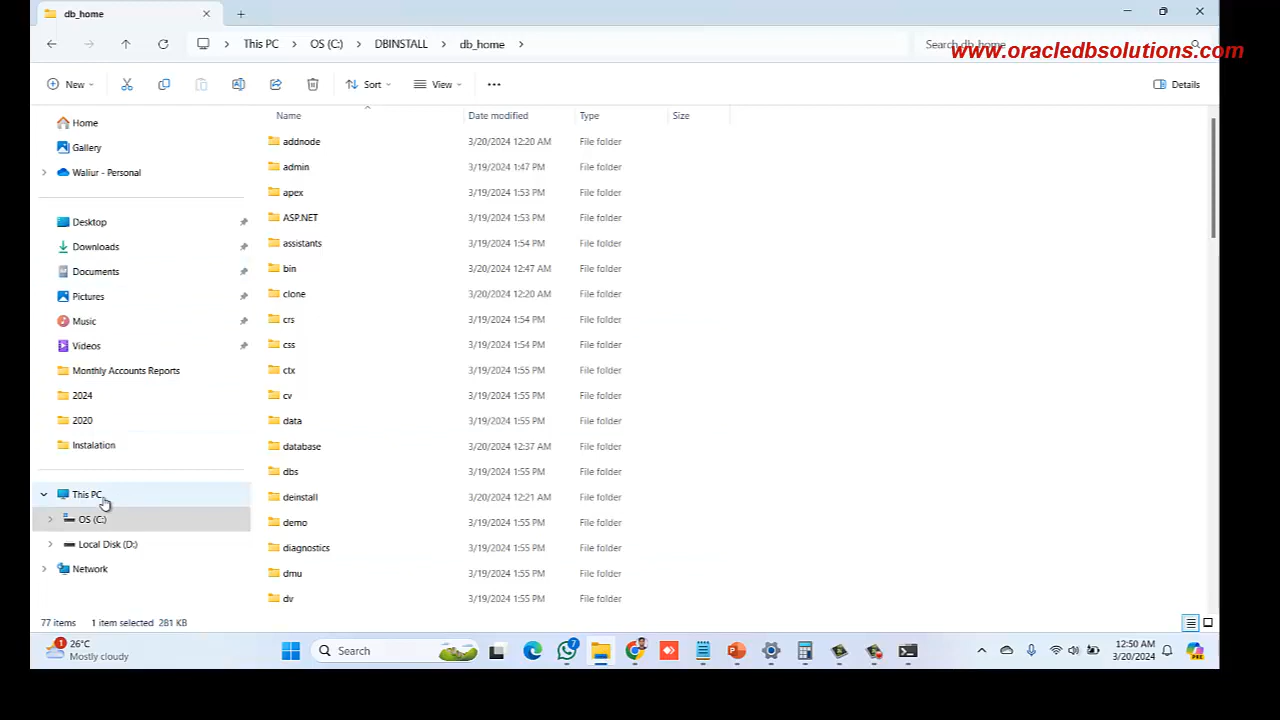 db_home
This PC > OS (C:) > DBINSTALL > db_home >
Search db_home
www.oracledbsolutions.com
New
Sort
View
Details
Name
Date modified
Type
Size
Home
Gallery
Waliur - Personal
Desktop
Downloads
Documents
Pictures
Music
Videos
Monthly Accounts Reports
2024
2020
Instalation
This PC
OS (C:)
Local Disk (D:)
Network
addnode 3/20/2024 12:20 AM File folder
admin 3/19/2024 1:47 PM File folder
apex 3/19/2024 1:53 PM File folder
ASP.NET 3/19/2024 1:53 PM File folder
assistants 3/19/2024 1:54 PM File folder
bin 3/20/2024 12:47 AM File folder
clone 3/20/2024 12:20 AM File folder
crs 3/19/2024 1:54 PM File folder
css 3/19/2024 1:54 PM File folder
ctx 3/19/2024 1:55 PM File folder
cv 3/19/2024 1:55 PM File folder
data 3/19/2024 1:55 PM File folder
database 3/20/2024 12:37 AM File folder
dbs 3/19/2024 1:55 PM File folder
deinstall 3/20/2024 12:21 AM File folder
demo 3/19/2024 1:55 PM File folder
diagnostics 3/19/2024 1:55 PM File folder
dmu 3/19/2024 1:55 PM File folder
dv 3/19/2024 1:55 PM File folder
77 items 1 item selected 281 KB
1
26°C
Mostly cloudy
Search
7
12:50 AM
3/20/2024
PRE